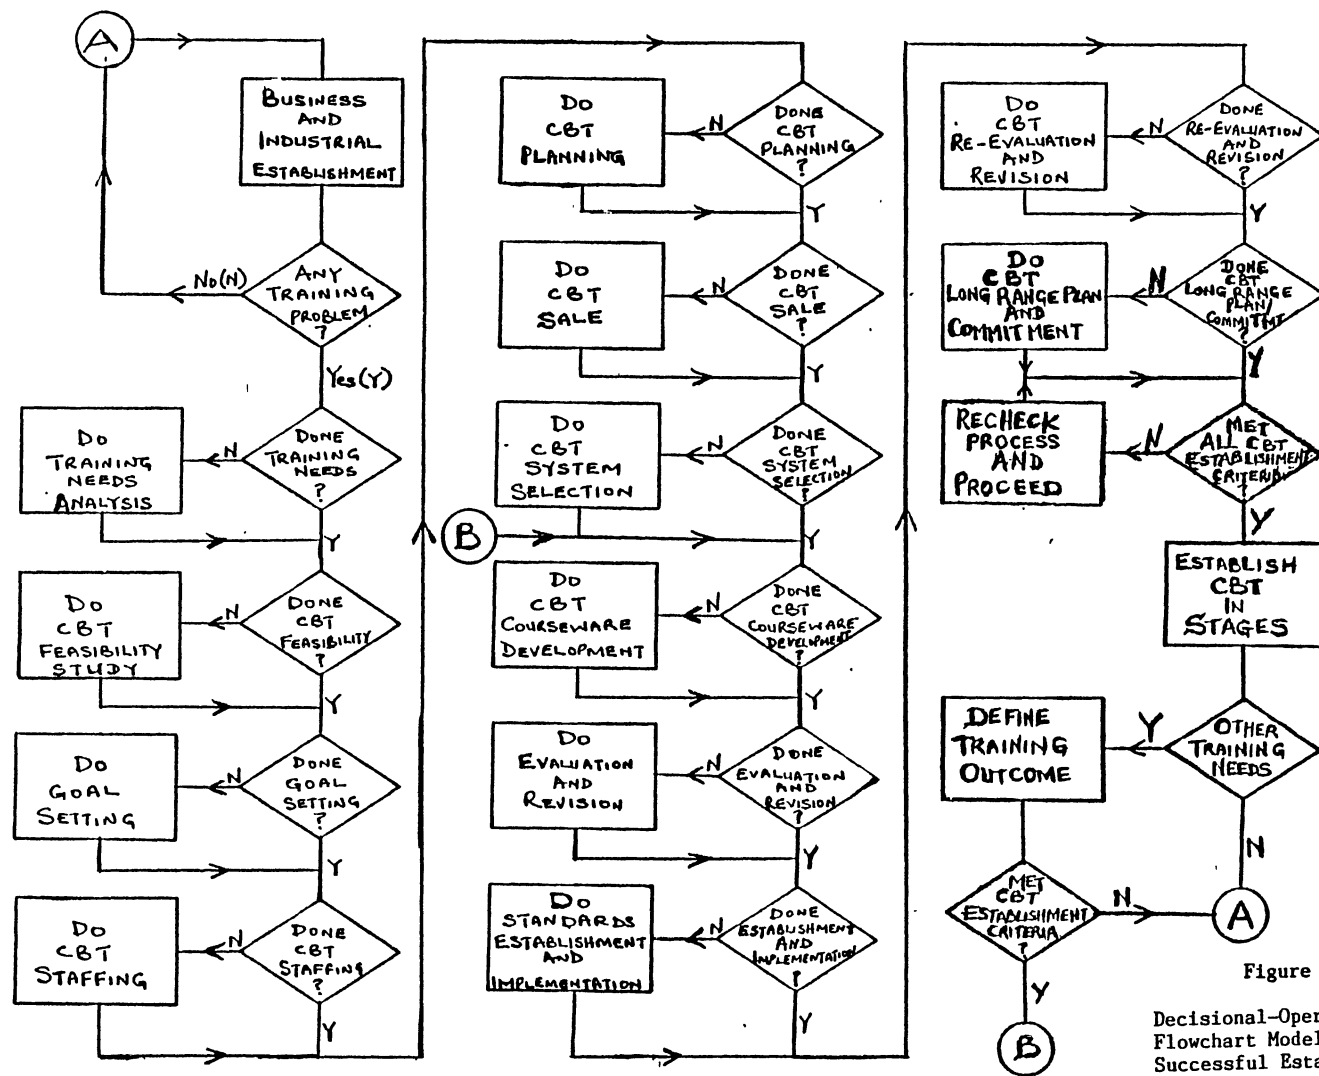 A
BUSINESS
AND
INDUSTRIAL
ESTABLISHMENT
No(N)
ANY
TRAINING
PROBLEM
?
Yes(Y)
DO
TRAINING
NEEDS
ANALYSIS
N
DONE
TRAINING
NEEDS
?
Y
DO
CBT
FEASIBILITY
STUDY
N
DONE
CBT
FEASIBILITY
?
Y
DO
GOAL
SETTING
N
DONE
GOAL
SETTING
?
Y
DO
CBT
STAFFING
N
DONE
CBT
STAFFING
?
Y
DO
CBT
PLANNING
N
DONE
CBT
PLANNING
?
Y
DO
CBT
SALE
N
DONE
CBT
SALE
?
Y
DO
CBT
SYSTEM
SELECTION
N
DONE
CBT
SYSTEM
SELECTION
?
B
Y
DO
CBT
COURSEWARE
DEVELOPMENT
N
DONE
CBT
COURSEWARE
DEVELOPMENT
?
Y
DO
EVALUATION
AND
REVISION
N
DONE
EVALUATION
AND
REVISION
?
Y
DO
STANDARDS
ESTABLISHMENT
AND
IMPLEMENTATION
N
DONE
ESTABLISHMENT
AND
IMPLEMENTATION
?
Y
DO
CBT
RE-EVALUATION
AND
REVISION
N
DONE
RE-EVALUATION
AND
REVISION
?
Y
DO
CBT
LONG RANGE PLAN
AND
COMMITMENT
N
DONE
CBT
LONG RANGE
PLAN/
COMMITMT
?
Y
RECHECK
PROCESS
AND
PROCEED
N
MET
ALL CBT
ESTABLISHMENT
CRITERIA
?
Y
ESTABLISH
CBT
IN
STAGES
DEFINE
TRAINING
OUTCOME
Y
OTHER
TRAINING
NEEDS
N
MET
CBT
ESTABLISHMENT
CRITERIA
?
N
A
Y
B
Figure
Decisional-Oper
Flowchart Model
Successful Esta